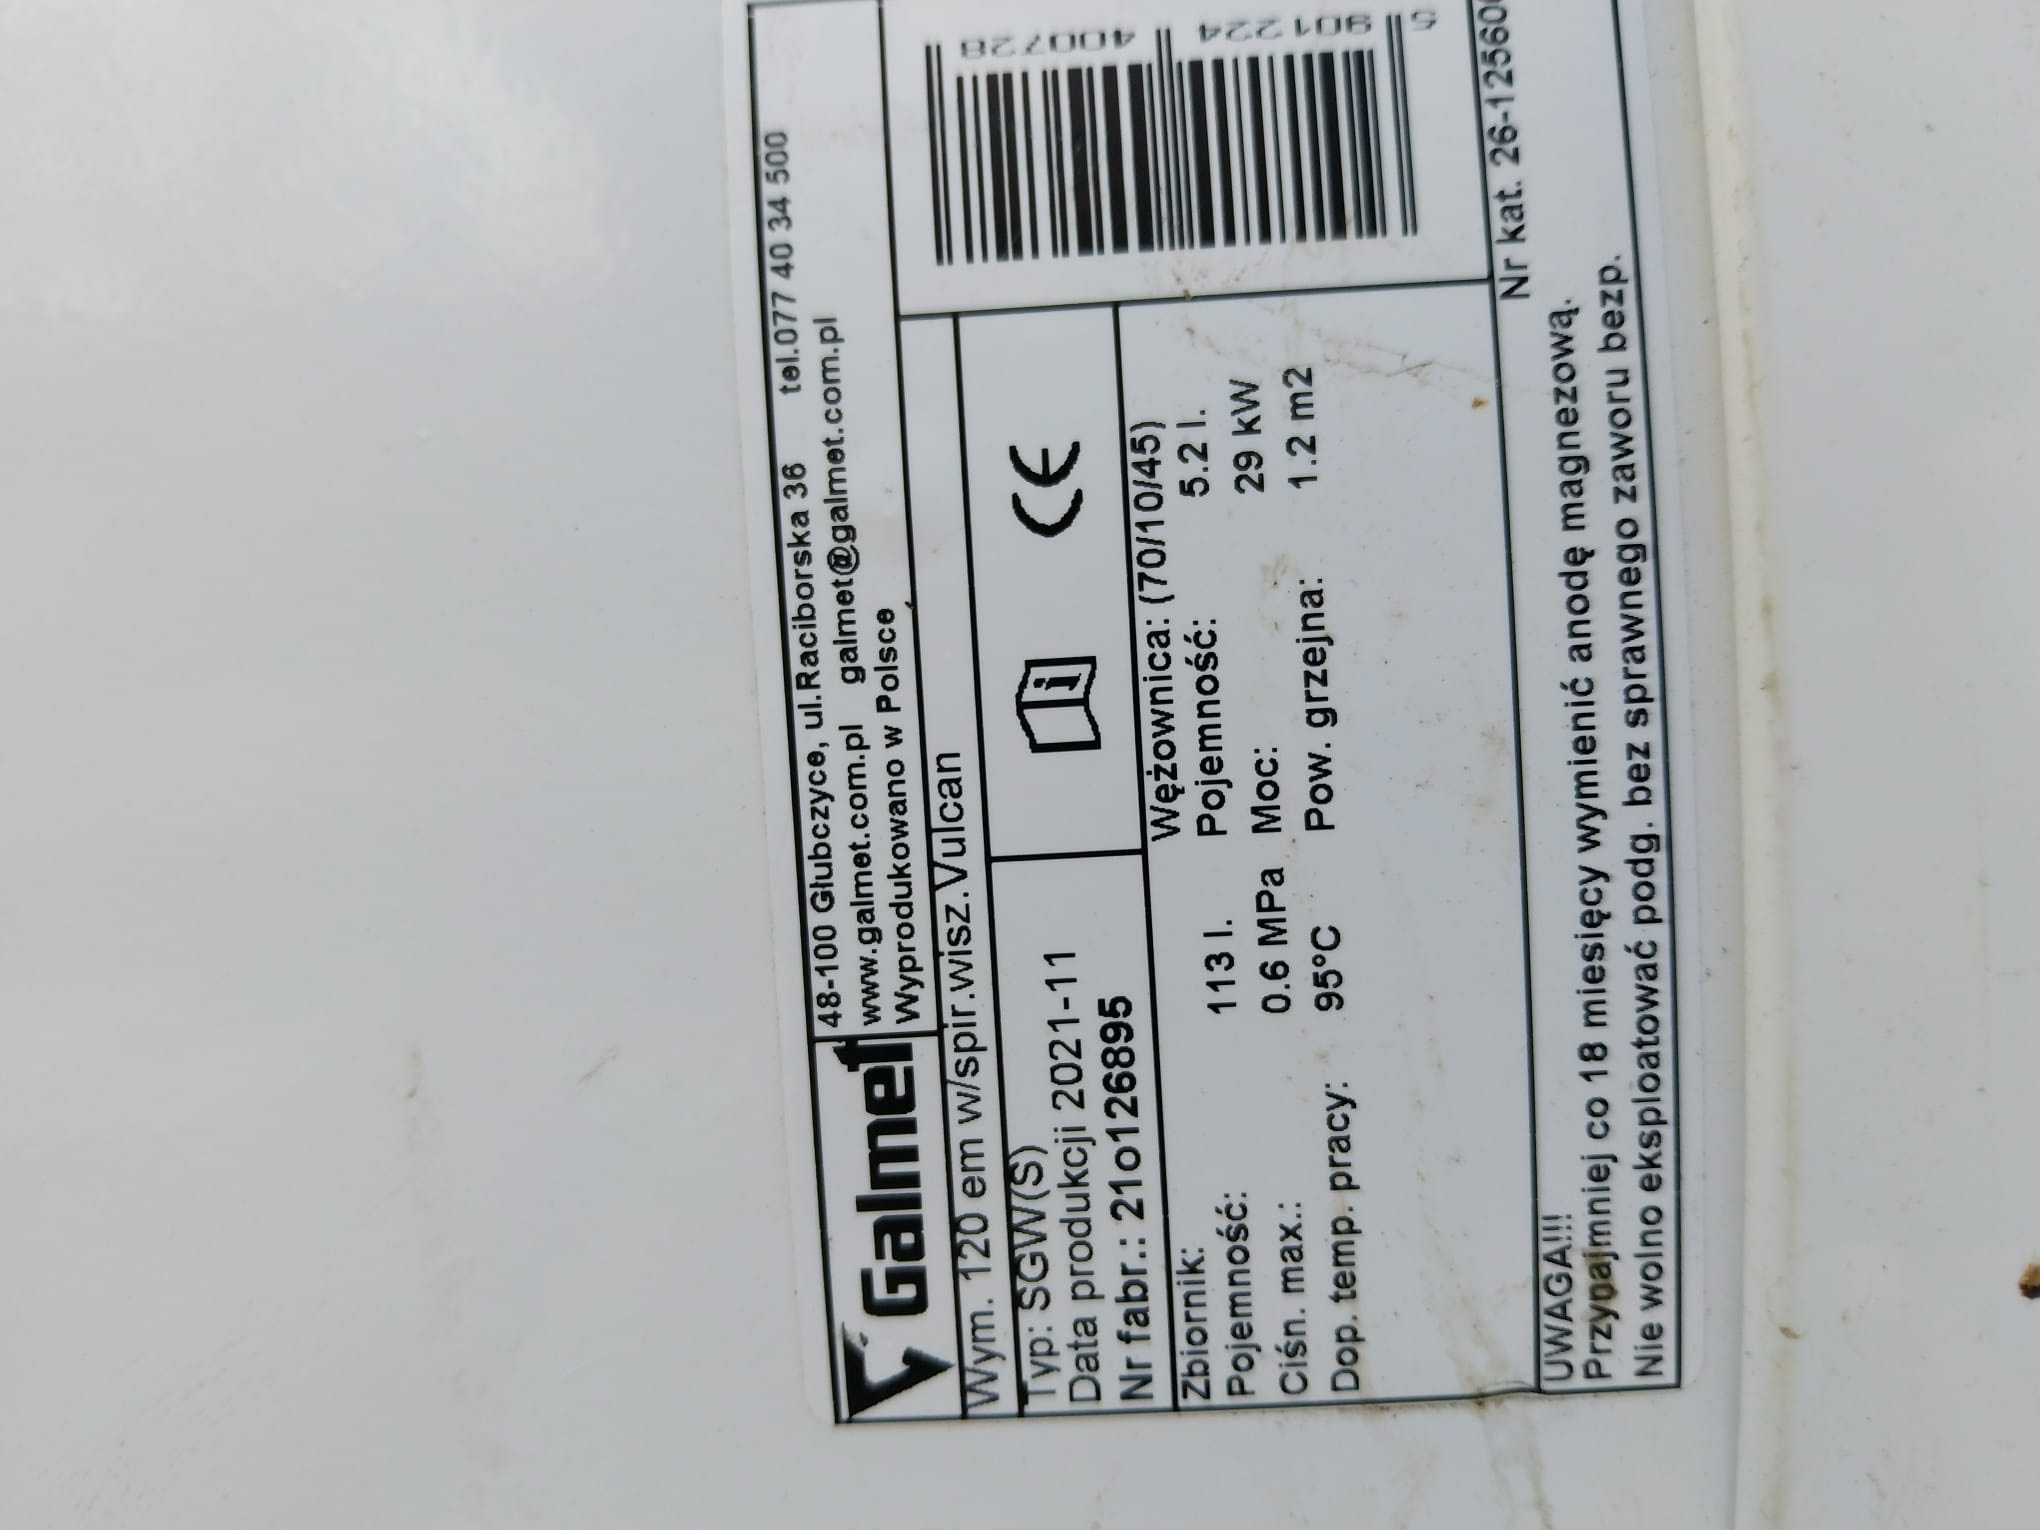 Galmet
48-100 Głubczyce, ul.Raciborska 36 tel.077 40 34 500
www.galmet.com.pl galmet@galmet.com.pl
Wyprodukowano w Polsce
Wym. 120 em w/spir.wisz.Vulcan
Typ: SGW(S)
Data produkcji 2021-11
Nr fabr.: 21o126895
i
CE
5 901224 400728
Zbiornik:
Pojemność: 113 l.
Ciśn. max.: 0.6 MPa
Dop. temp. pracy: 95°C
Wężownica: (70/10/45)
Pojemność: 5.2 l.
Moc: 29 kW
Pow. grzejna: 1.2 m2
Nr kat. 26-12560
UWAGA!!!
Przynajmniej co 18 miesięcy wymienić anodę magnezową.
Nie wolno eksploatować podg. bez sprawnego zaworu bezp.